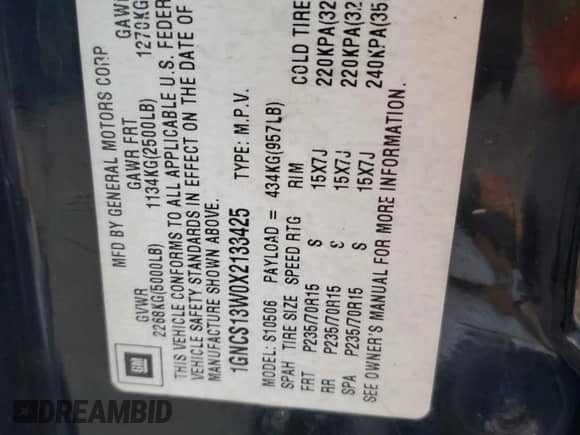 GM
MFD BY GENERAL MOTORS CORP
GVWR GAWR FRT GAWR
2268KG(5000LB) 1134KG(2500LB) 1270KG
THIS VEHICLE CONFORMS TO ALL APPLICABLE U.S. FEDER
VEHICLE SAFETY STANDARDS IN EFFECT ON THE DATE OF
MANUFACTURE SHOWN ABOVE.
1GNCS13W0X2133425 TYPE: M.P.V.
MODEL: S10506 PAYLOAD = 434KG(957LB)
SPAH TIRE SIZE SPEED RTG RIM COLD TIRE
FRT P235/70R15 S 15X7J 220KPA(32
RR P235/70R15 S 15X7J 220KPA(32
SPA P235/70R15 S 15X7J 240KPA(35
SEE OWNER'S MANUAL FOR MORE INFORMATION.
DREAMBID